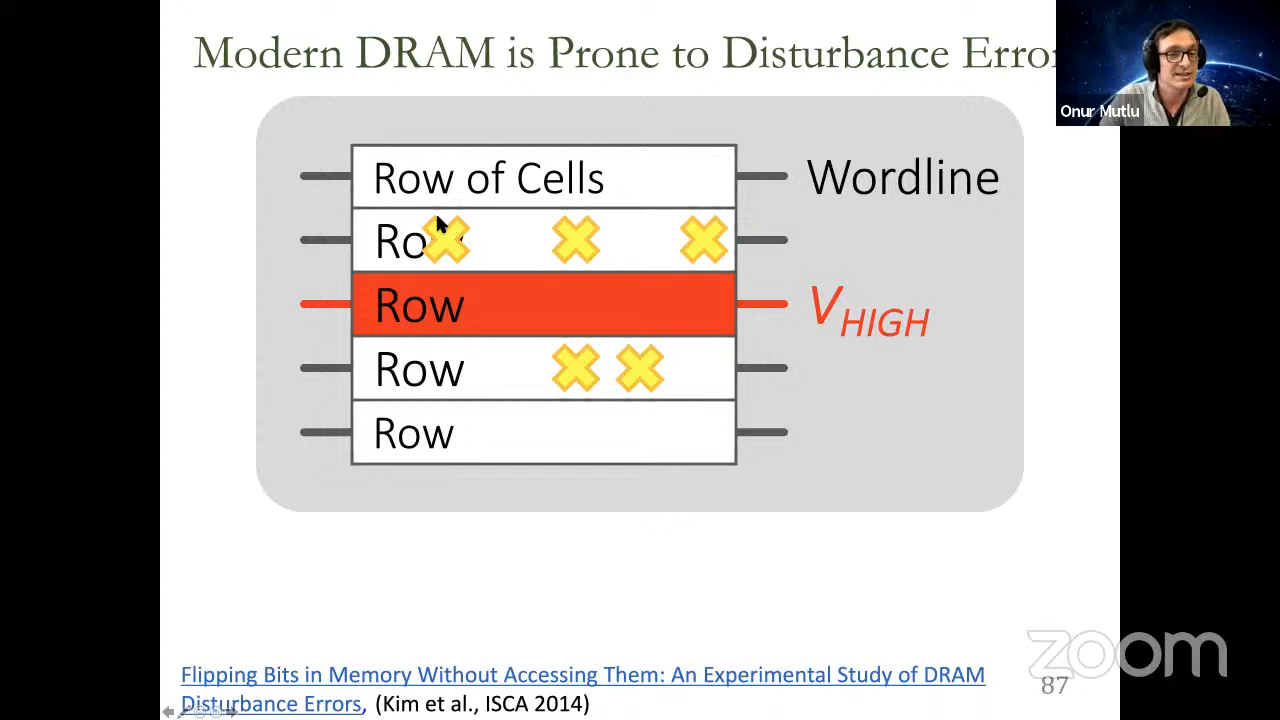 Modern DRAM is Prone to Disturbance Error
Onur Mutlu
Row of Cells
Wordline
Row
Row
V HIGH
Row
Row
zoom
Flipping Bits in Memory Without Accessing Them: An Experimental Study of DRAM
87
Disturbance Errors, (Kim et al., ISCA 2014)